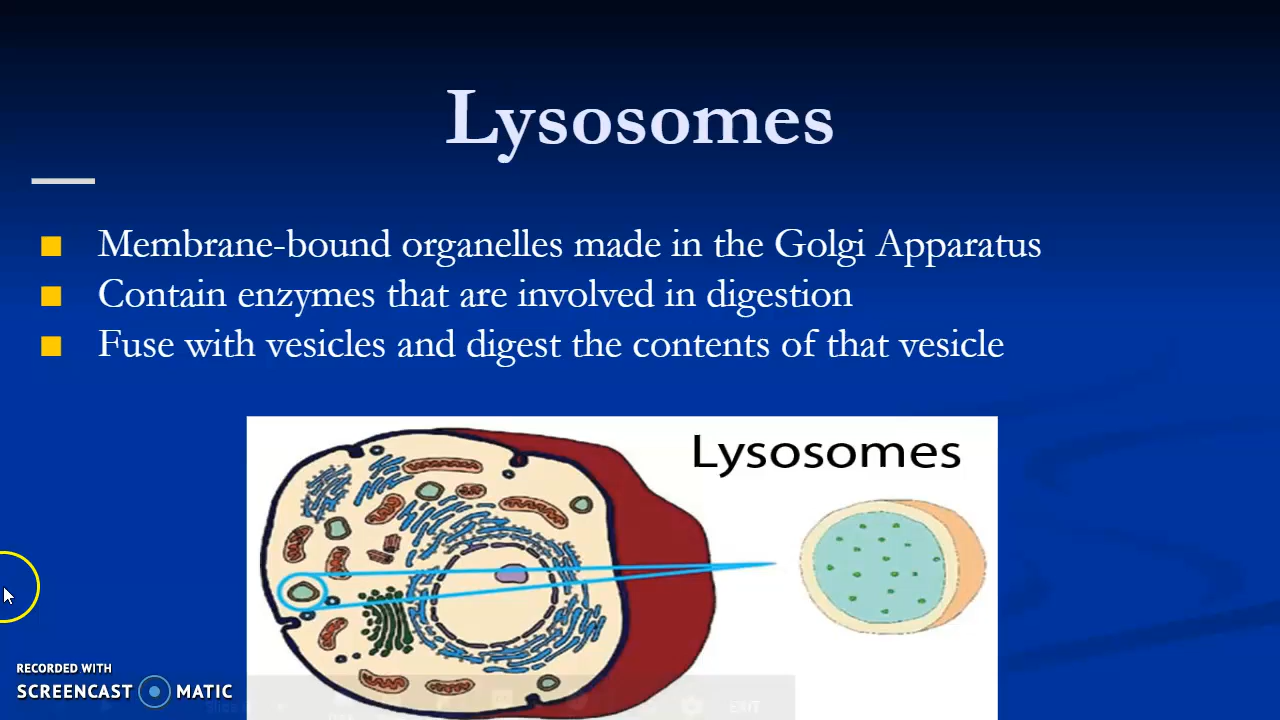 Lysosomes
Membrane-bound organelles made in the Golgi Apparatus
Contain enzymes that are involved in digestion
Fuse with vesicles and digest the contents of that vesicle
Lysosomes
RECORDED WITH
SCREENCAST MATIC
EXIT